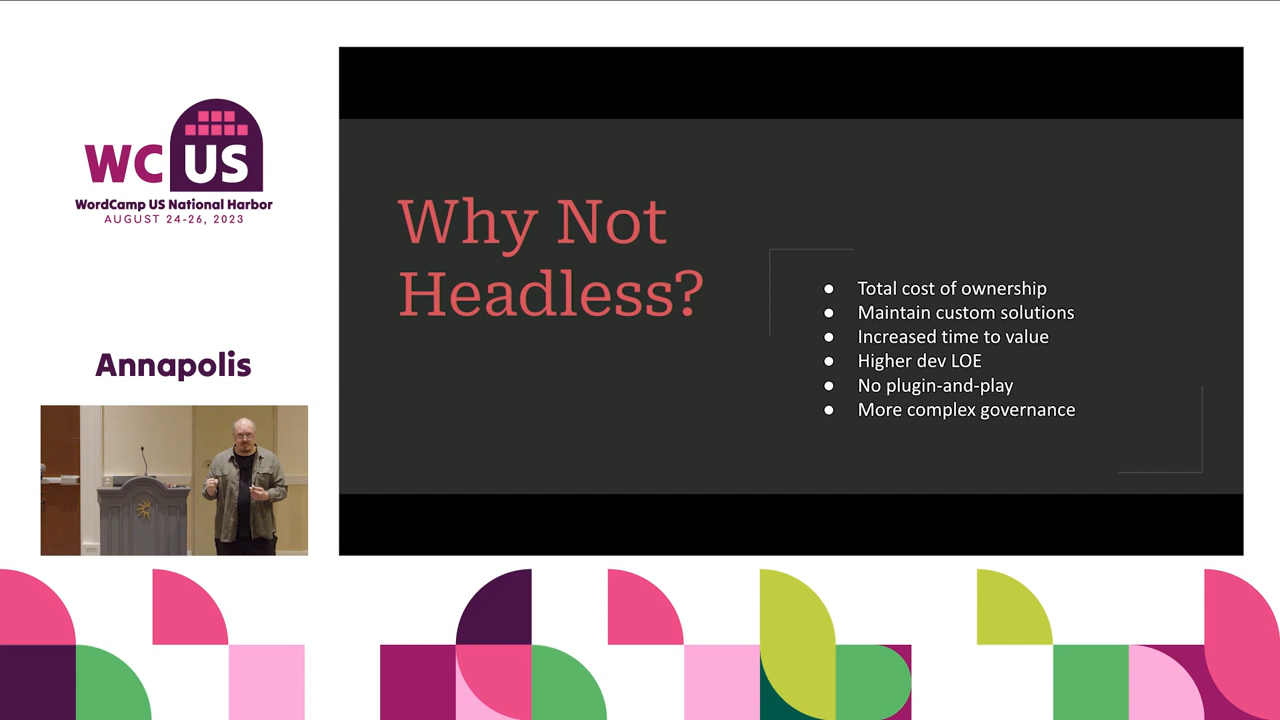 WC US
WordCamp US National Harbor
AUGUST 24-26, 2023
Annapolis
Why Not
Headless?
● Total cost of ownership
● Maintain custom solutions
● Increased time to value
● Higher dev LOE
● No plugin-and-play
● More complex governance